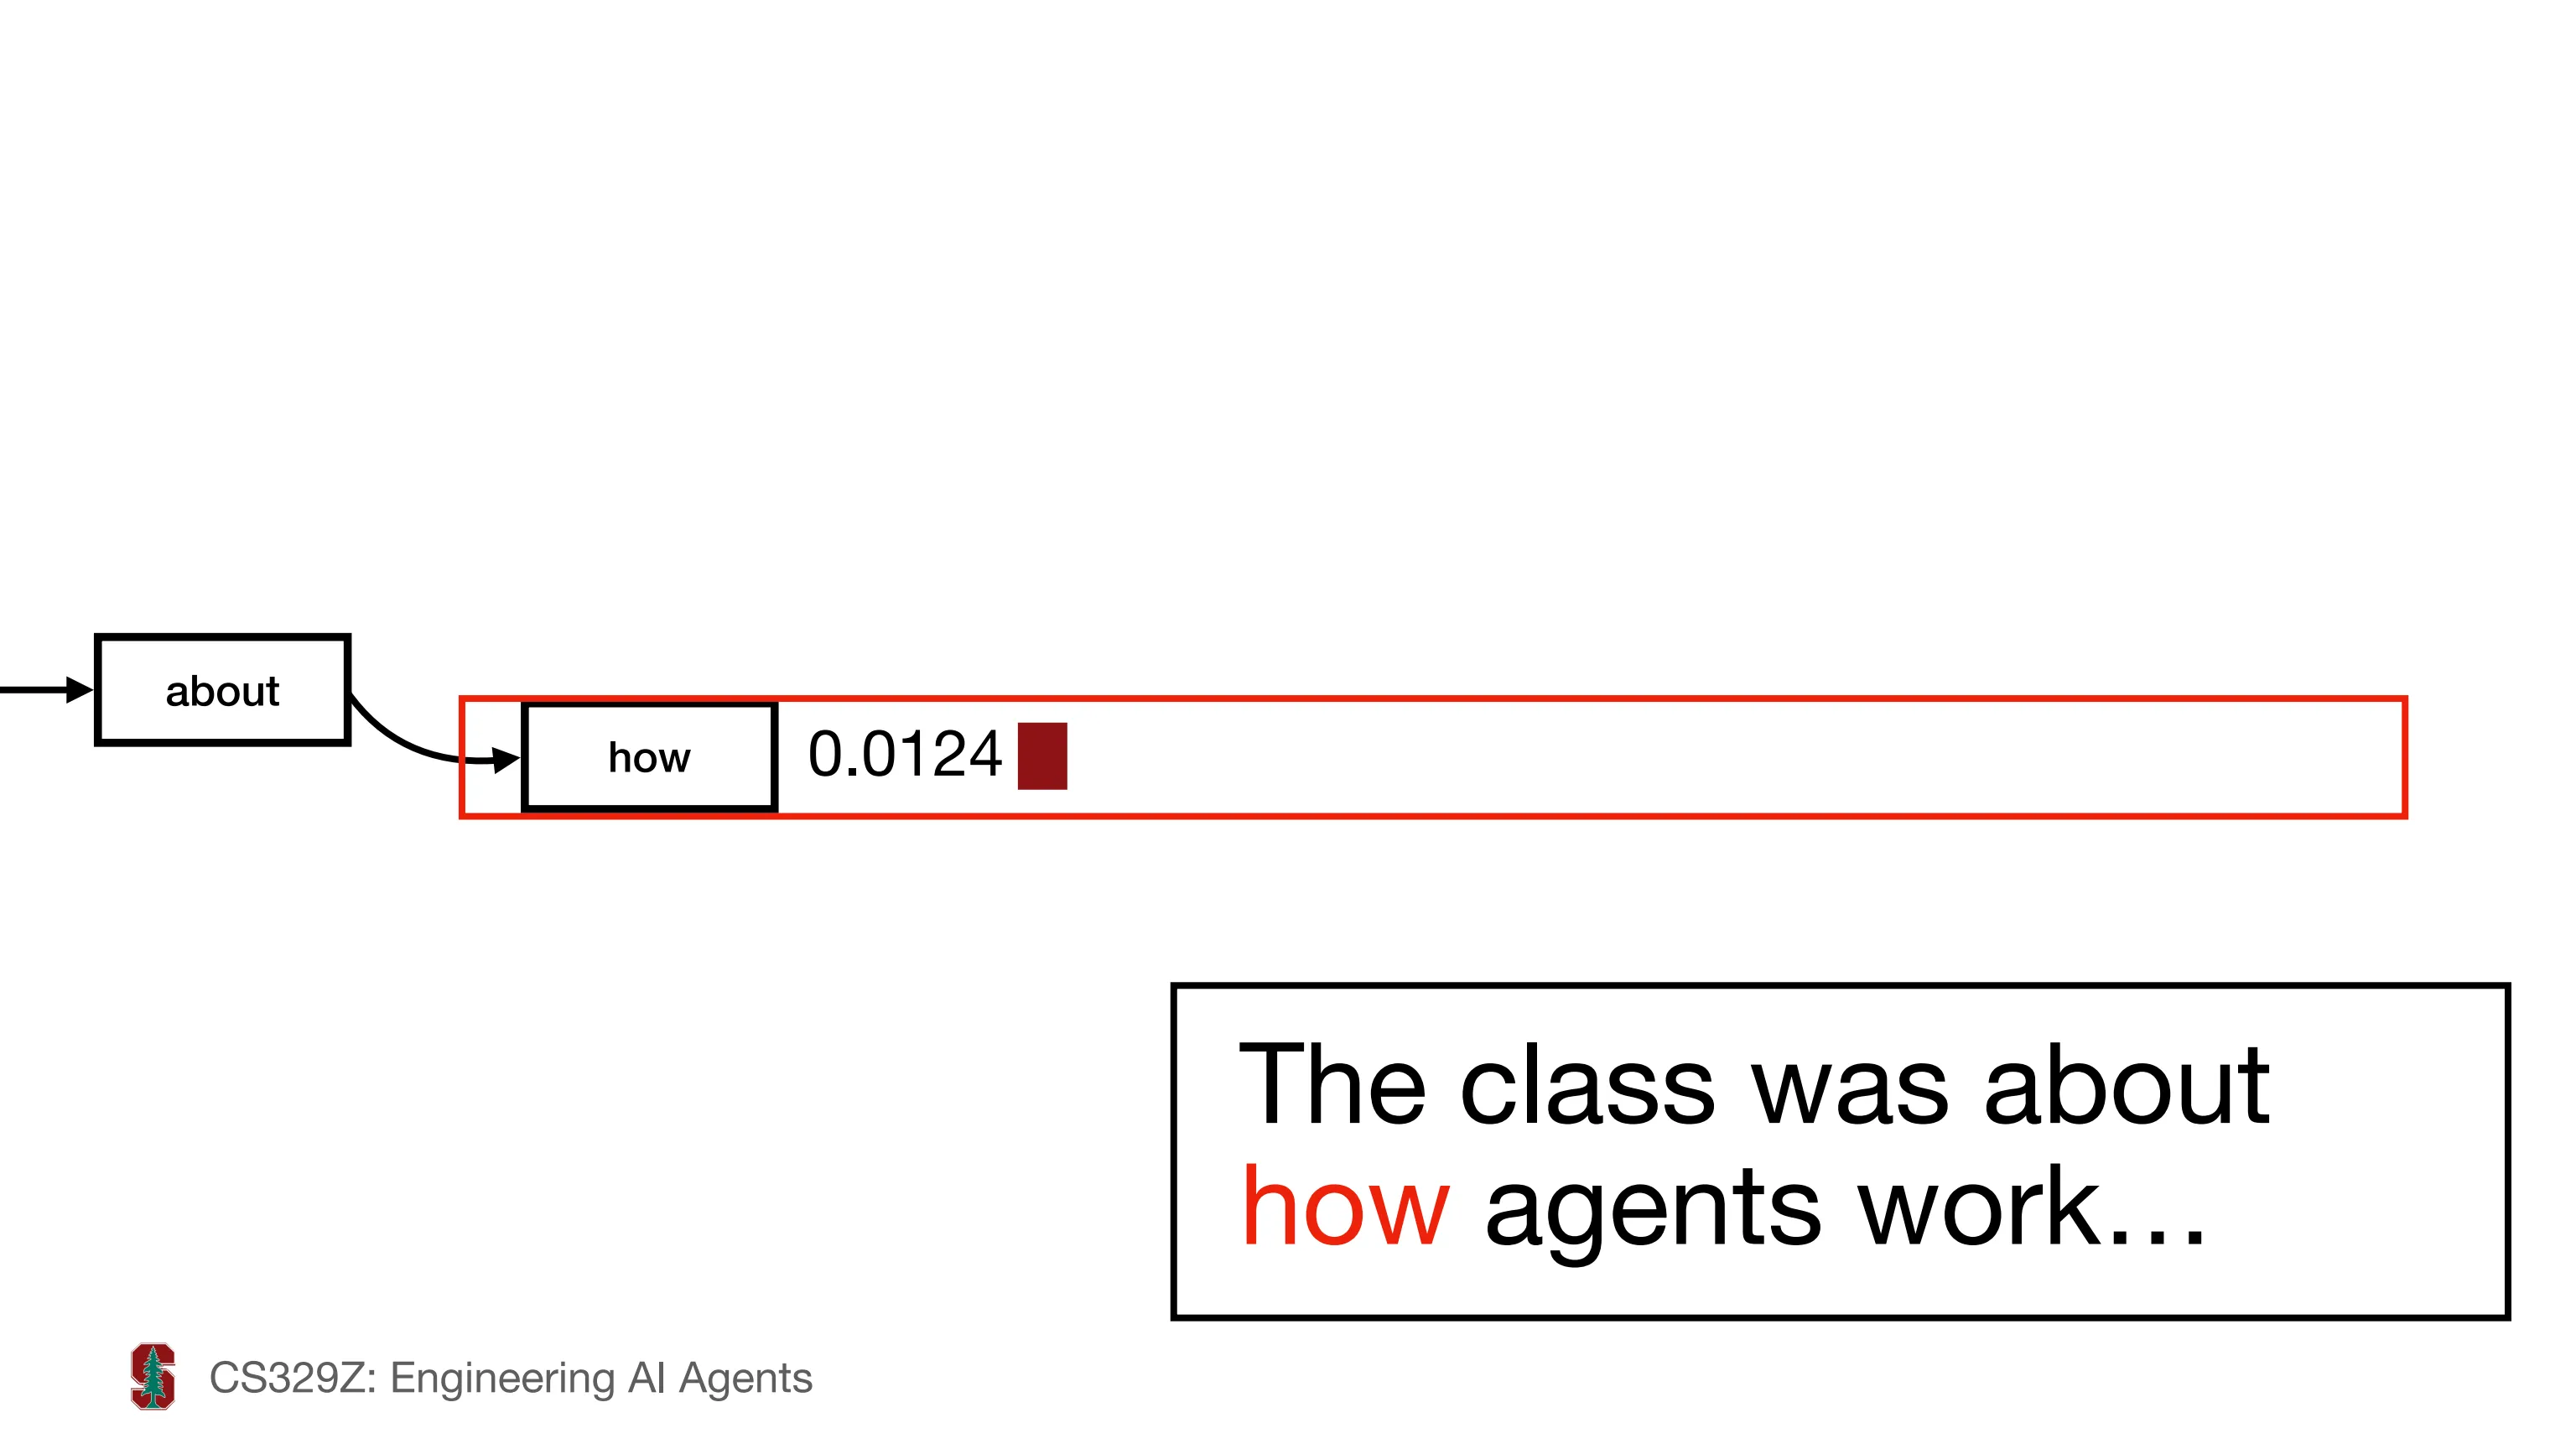 about
how
0.0124
The class was about
how agents work...
CS329Z: Engineering AI Agents